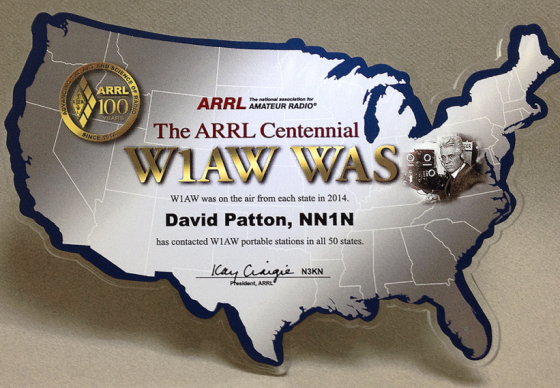 ARRL
100
YEARS
ARRL The national association for
AMATEUR RADIO®
The ARRL Centennial
W1AW WAS
W1AW was on the air from each state in 2014.
David Patton, NN1N
has contacted W1AW portable stations in all 50 states.
Kay Craigie N3KN
President, ARRL